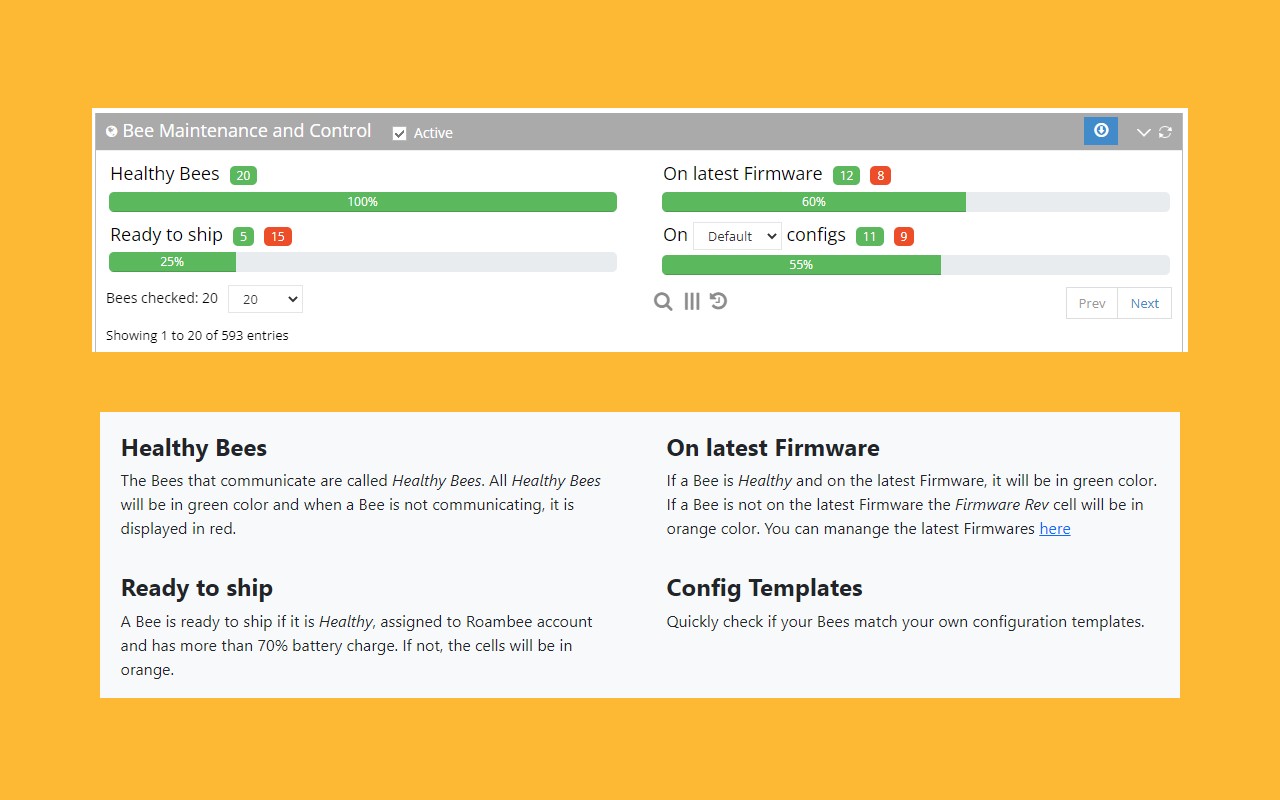 Bee Maintenance and Control Active
Healthy Bees 20
100%
On latest Firmware 12 8
60%
Ready to ship 5 15
25%
On Default configs 11 9
55%
Bees checked: 20 20
Prev Next
Showing 1 to 20 of 593 entries
Healthy Bees
The Bees that communicate are called Healthy Bees. All Healthy Bees
will be in green color and when a Bee is not communicating, it is
displayed in red.
On latest Firmware
If a Bee is Healthy and on the latest Firmware, it will be in green color.
If a Bee is not on the latest Firmware the Firmware Rev cell will be in
orange color. You can manange the latest Firmwares here
Ready to ship
A Bee is ready to ship if it is Healthy, assigned to Roambee account
and has more than 70% battery charge. If not, the cells will be in
orange.
Config Templates
Quickly check if your Bees match your own configuration templates.